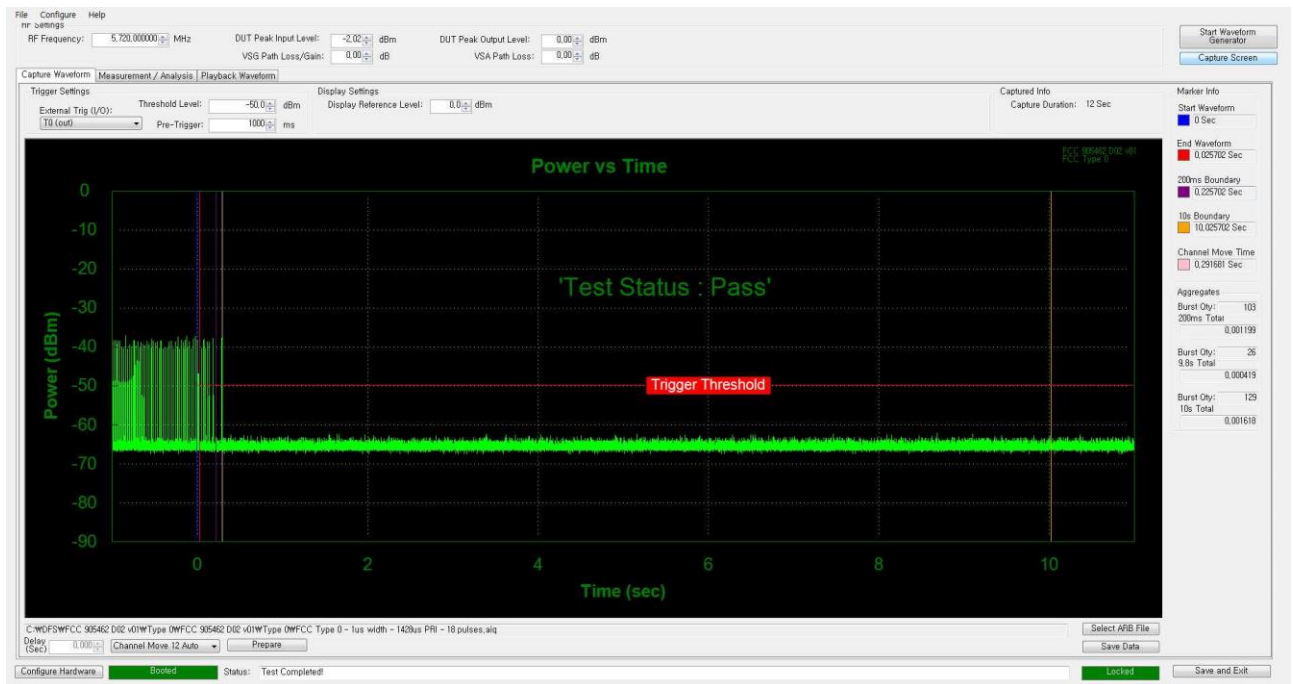 File Configure Help
RF Settings
RF Frequency: 5,720,000000 MHz DUT Peak Input Level: -2,02 dBm DUT Peak Output Level: 0,00 dBm
VSG Path Loss/Gain: 0,00 dB VSA Path Loss: 0,00 dB
Start Waveform Generator
Capture Screen
Capture Waveform Measurement / Analysis Playback Waveform
Trigger Settings
External Trig (I/O): Threshold Level: -50,0 dBm
T0 (out) Pre-Trigger: 1000 ms
Display Settings
Display Reference Level: 0,0 dBm
Captured Info
Capture Duration: 12 Sec
Marker Info
Start Waveform
0 Sec
End Waveform
0,025702 Sec
200ms Boundary
0,225702 Sec
10s Boundary
10,025702 Sec
Channel Move Time
0,291681 Sec
Aggregates
Burst Qty: 103
200ms Total
0,001199
Burst Qty: 26
9,8s Total
0,000419
Burst Qty: 129
10s Total
0,001618
FCC 905462 D02 v01
FCC Type 0
Power vs Time
'Test Status : Pass'
Trigger Threshold
Power (dBm)
0
-10
-20
-30
-40
-50
-60
-70
-80
-90
0 2 4 6 8 10
Time (sec)
C:₩DFS₩FCC 905462 D02 v01₩Type 0₩FCC 905462 D02 v01₩Type 0₩FCC Type 0 - 1us width - 1428us PRI - 18 pulses,aiq
Select ARB File
Delay (Sec) 0,000 Channel Move 12 Auto Prepare
Save Data
Configure Hardware Booted Status: Test Completed! Locked Save and Exit